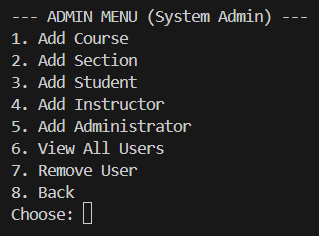 --- ADMIN MENU (System Admin) ---
1. Add Course
2. Add Section
3. Add Student
4. Add Instructor
5. Add Administrator
6. View All Users
7. Remove User
8. Back
Choose: